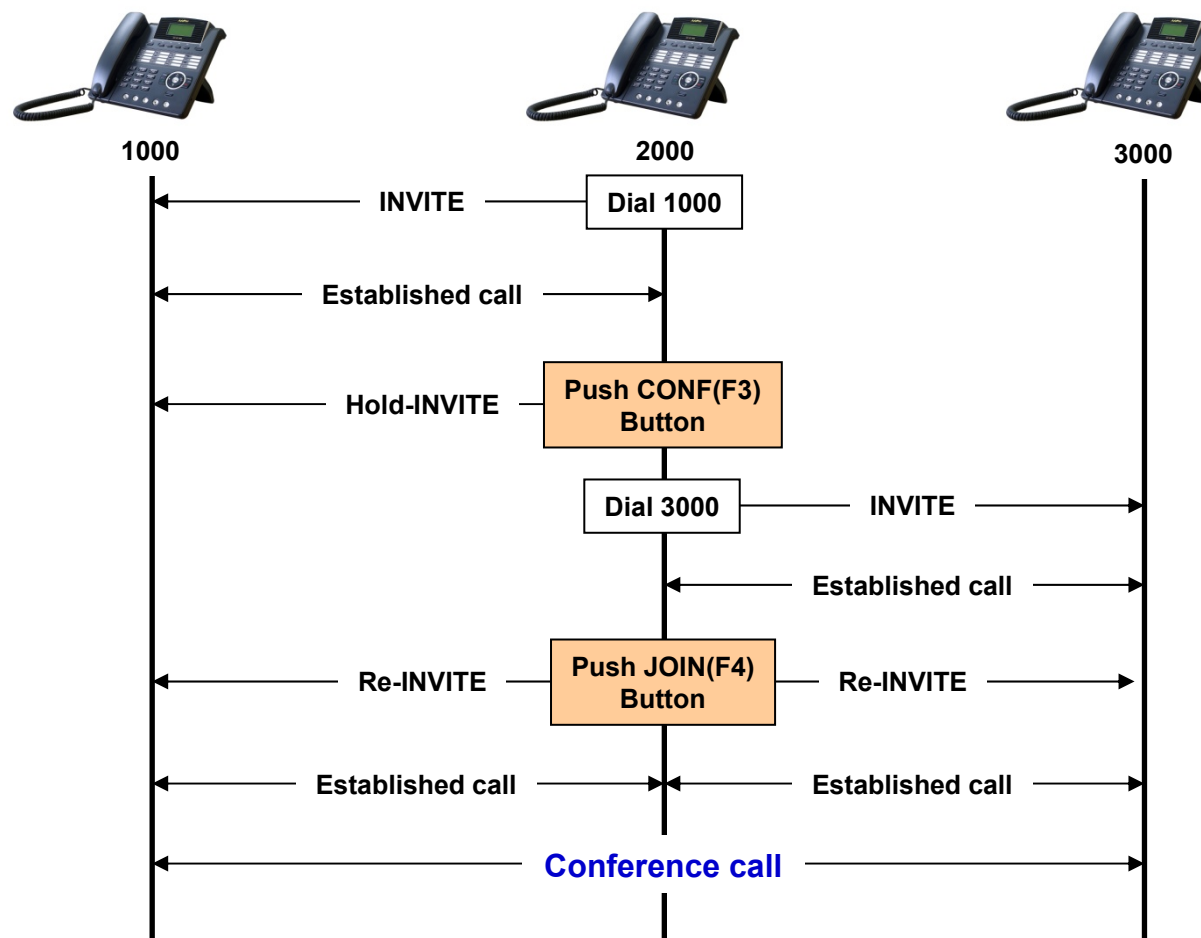 1000
2000
3000
INVITE
Dial 1000
Established call
Hold-INVITE
Push CONF(F3)
Button
Dial 3000
INVITE
Established call
Re-INVITE
Push JOIN(F4)
Button
Re-INVITE
Established call
Established call
Conference call